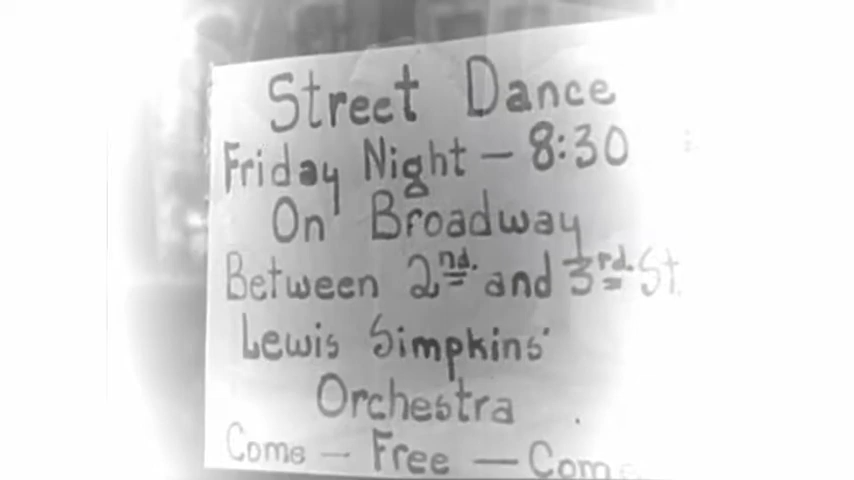 Street Dance
Friday Night – 8:30
On Broadway
Between 2nd. and 3rd. St.
Lewis Simpkins'
Orchestra
Come – Free – Come